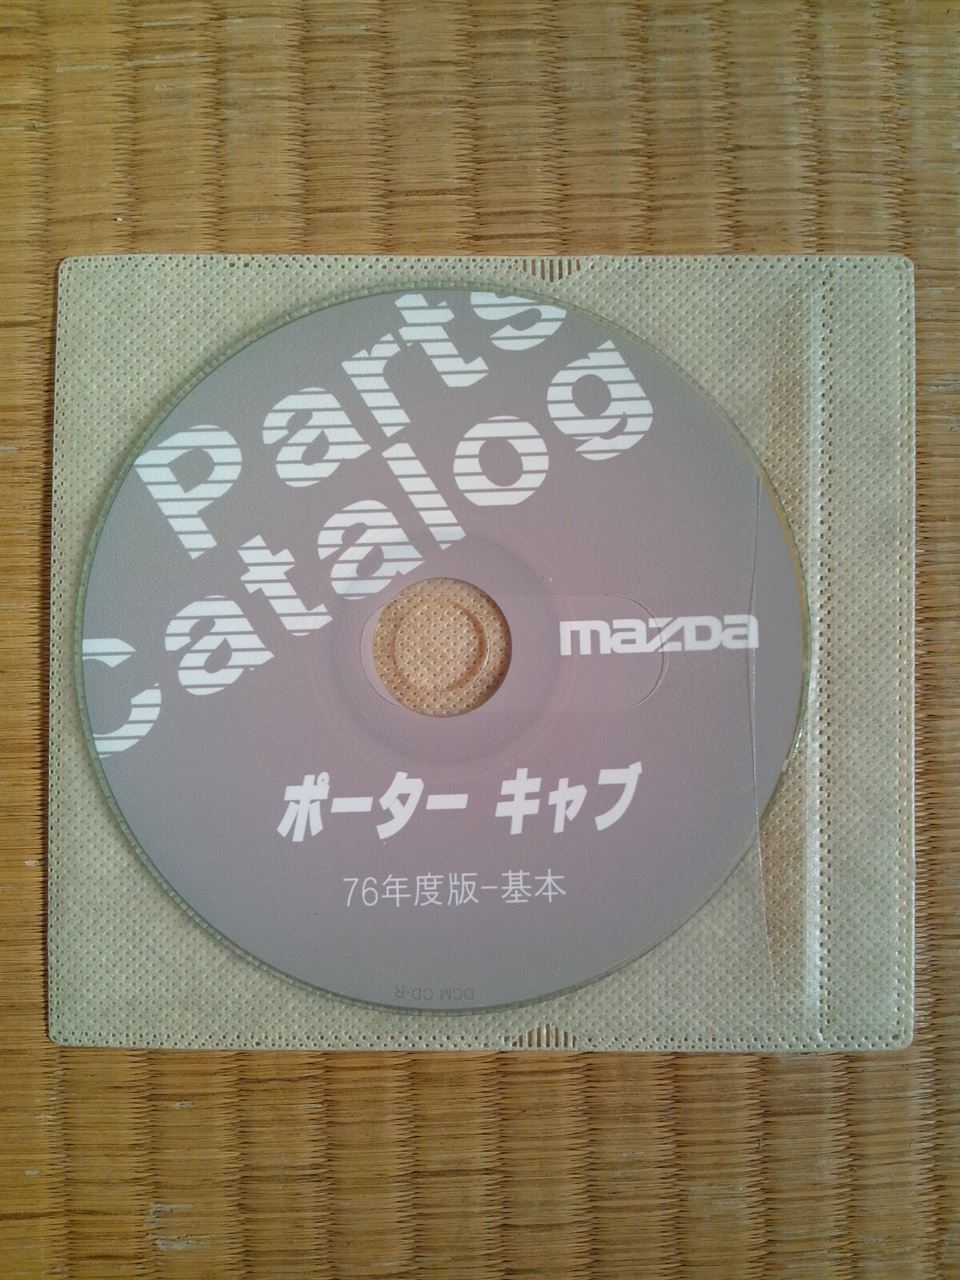 Parts
Catalog
mazda
ポーター キャブ
76年度版-基本
DCM CD-R